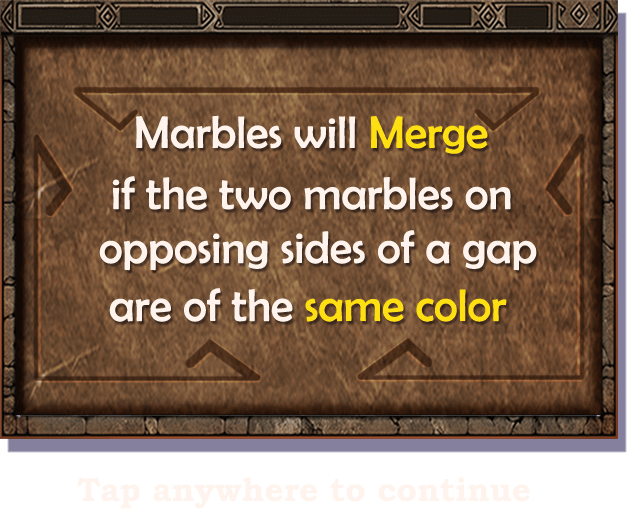 Marbles will Merge
if the two marbles on
opposing sides of a gap
are of the same color
Tap anywhere to continue